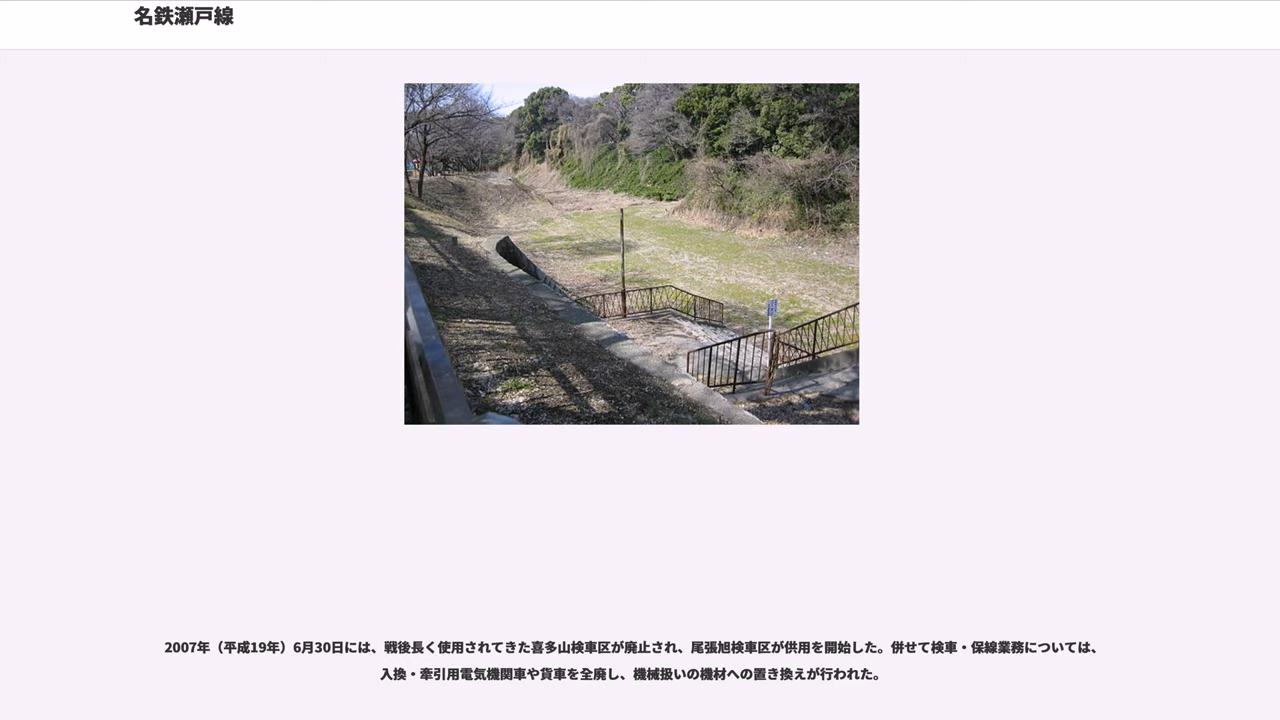 名鉄瀬戸線
2007年（平成19年）6月30日には、戦後長く使用されてきた喜多山検車区が廃止され、尾張旭検車区が供用を開始した。併せて検車・保線業務については、
入換・牽引用電気機関車や貨車を全廃し、機械扱いの機材への置き換えが行われた。